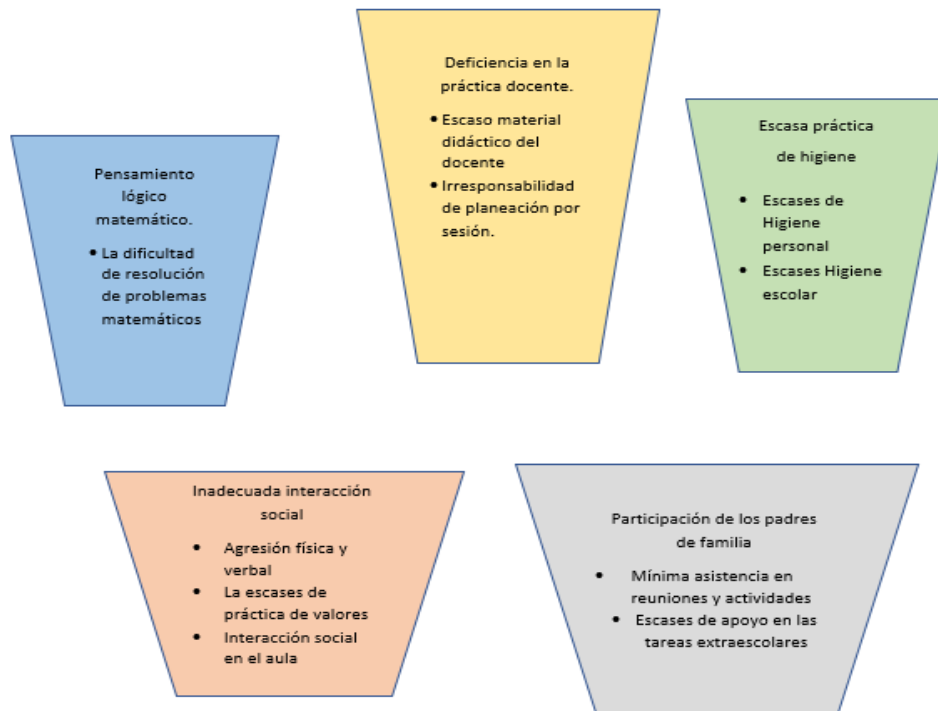 Pensamiento
lógico
matemático.
• La dificultad
de resolución
de problemas
matemáticos
Deficiencia en la
práctica docente.
• Escaso material
didáctico del
docente
• Irresponsabilidad
de planeación por
sesión.
Escasa práctica
de higiene
• Escases de
Higiene
personal
• Escases Higiene
escolar
Inadecuada interacción
social
• Agresión física y
verbal
• La escases de
práctica de valores
• Interacción social
en el aula
Participación de los padres
de familia
• Mínima asistencia en
reuniones y actividades
• Escases de apoyo en las
tareas extraescolares